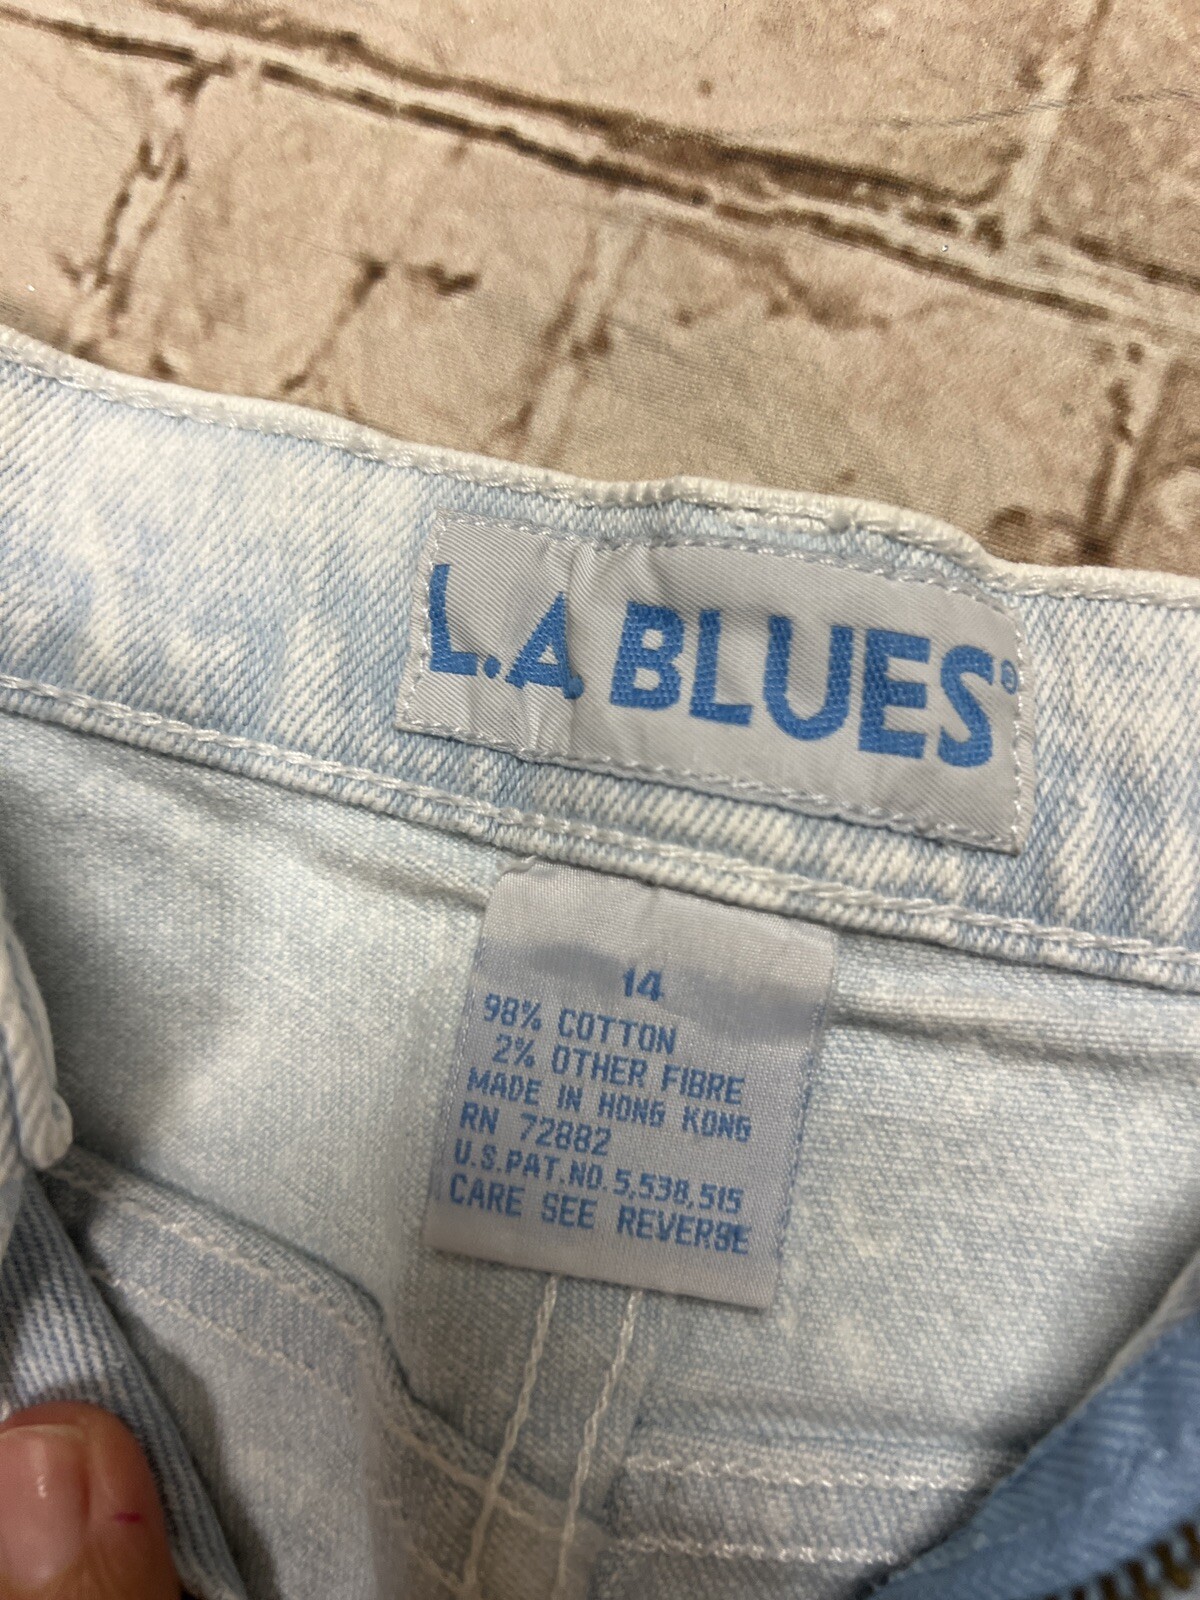 L.A. BLUES®
14
98% COTTON
2% OTHER FIBRE
MADE IN HONG KONG
RN 72882
U.S.PAT.NO.5,538,515
CARE SEE REVERSE